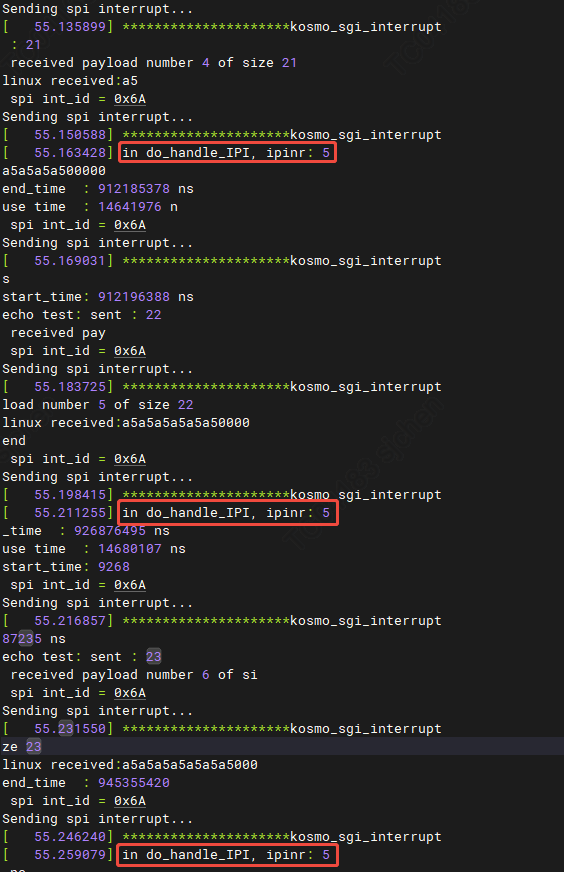 Sending spi interrupt...
[   55.135899] *********************kosmo_sgi_interrupt
 : 21
 received payload number 4 of size 21
linux received:a5
 spi int_id = 0x6A
Sending spi interrupt...
[   55.150588] *********************kosmo_sgi_interrupt
[   55.163428] in do_handle_IPI, ipinr: 5
a5a5a5a500000
end_time  : 912185378 ns
use time  : 14641976 n
 spi int_id = 0x6A
Sending spi interrupt...
[   55.169031] *********************kosmo_sgi_interrupt
s
start_time: 912196388 ns
echo test: sent : 22
 received pay
 spi int_id = 0x6A
Sending spi interrupt...
[   55.183725] *********************kosmo_sgi_interrupt
load number 5 of size 22
linux received:a5a5a5a5a5a50000
end
 spi int_id = 0x6A
Sending spi interrupt...
[   55.198415] *********************kosmo_sgi_interrupt
[   55.211255] in do_handle_IPI, ipinr: 5
_time  : 926876495 ns
use time  : 14680107 ns
start_time: 9268
 spi int_id = 0x6A
Sending spi interrupt...
[   55.216857] *********************kosmo_sgi_interrupt
87235 ns
echo test: sent : 23
 received payload number 6 of si
 spi int_id = 0x6A
Sending spi interrupt...
[   55.231550] *********************kosmo_sgi_interrupt
ze 23
linux received:a5a5a5a5a5a5a5000
end_time  : 945355420
 spi int_id = 0x6A
Sending spi interrupt...
[   55.246240] *********************kosmo_sgi_interrupt
[   55.259079] in do_handle_IPI, ipinr: 5